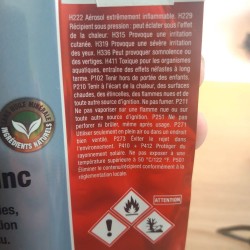 H222 Aérosol extrêmement inflammable. H229
Récipient sous pression: peut éclater sous l'effet
de la chaleur. H315 Provoque une irritation
cutanée. H319 Provoque une sévère irritation
des yeux. H336 Peut provoquer somnolence ou
des vertiges. H411 Toxique pour les organismes
aquatiques, entraîne des effets néfastes à long
terme. P102 Tenir hors de portée des enfants.
P210 Tenir à l'écart de la chaleur, des surfaces
chaudes, des étincelles, des flammes nues et de
toute autre source d'ignition. Ne pas fumer. P211
Ne pas vaporiser sur une flamme nue ou sur
toute autre source d'ignition. P251 Ne pas
perforer, ni brûler, même après usage. P271
Utiliser seulement en plein air ou dans un endroit
bien ventilé. P273 Éviter le rejet dans
l'environnement. P410 + P412 Protéger du
rayonnement solaire. Ne pas exposer à une
température supérieure à 50 °C/122 °F. P501
Éliminer le contenu/récipient conformément à la
réglementation locale.
INGRÉDIENTS
NATURELS
nc
es,
u.
ATTENTION